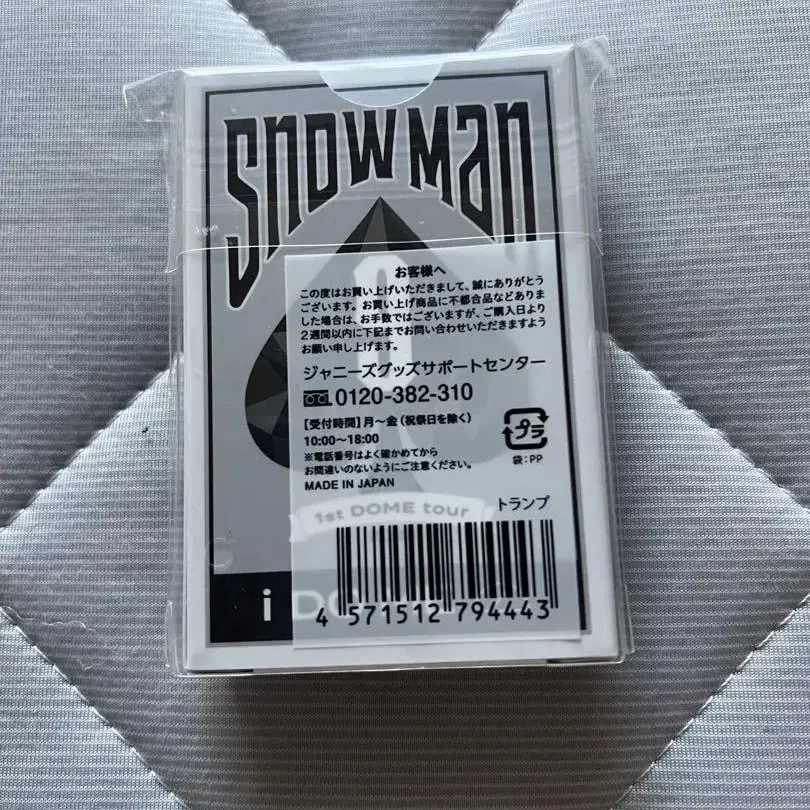 Snow Man
お客様へ
この度はお買い上げいただきまして、誠にありがとう
ございます。お買い上げ商品に不都合品などありま
した場合は、お手数ではございますが、ご購入日より
2週間以内に下記までお問い合わせいただきますよう
お願い申し上げます。
ジャニーズグッズサポートセンター
0120-382-310
【受付時間】月〜金（祝祭日を除く）
10:00〜18:00
※電話番号はよく確かめてから
お間違いのないようにご注意ください。
MADE IN JAPAN
プラ
袋:PP
トランプ
1st DOME tour
i DO
4 571512 794443